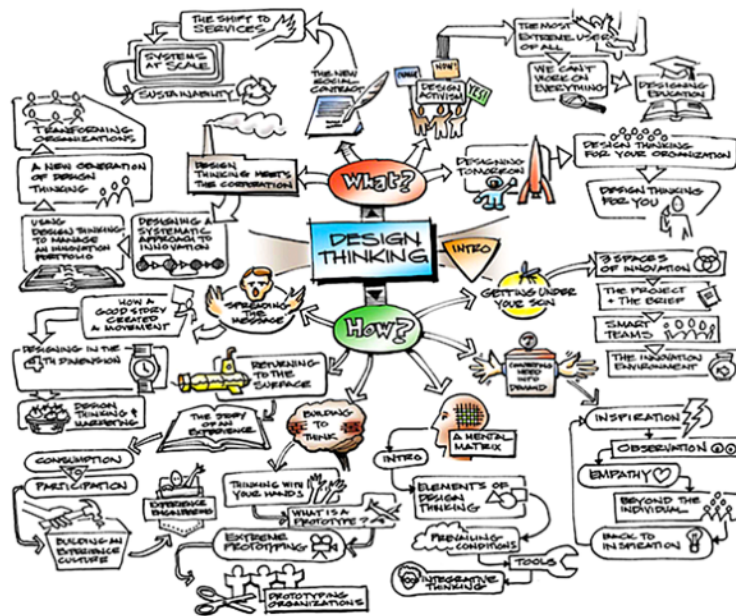 THE SHIFT TO
SERVICES
SYSTEMS
AT SCALE
SUSTAINABILITY
THE NEW
SOCIAL
CONTRACT
NOW!
YES!
DESIGN
ACTIVISM
THE MOST
EXTREME USER
OF ALL
WE CAN'T
WORK ON
EVERYTHING
DESIGNING
EDUCATION
TRANSFORMING
ORGANIZATIONS
A NEW GENERATION
OF DESIGN
THINKING
USING
DESIGN THINKING
TO MANAGE
AN INNOVATION
PORTFOLIO
DESIGN
THINKING MEETS
THE CORPORATION
DESIGNING A
SYSTEMATIC
APPROACH TO
INNOVATION
What?
DESIGNING
TOMORROW
DESIGN THINKING
FOR YOUR ORGANIZATION
DESIGN THINKING
FOR YOU
DESIGN
THINKING
INTRO
How?
GETTING UNDER
YOUR SKIN
3 SPACES
OF INNOVATION
THE PROJECT
+ THE BRIEF
SMART
TEAMS
THE INNOVATION
ENVIRONMENT
SPREADING
THE
MESSAGE
HOW A
GOOD STORY
CREATED
A MOVEMENT
DESIGNING IN THE
4TH DIMENSION
DESIGN
THINKING &
MARKETING
RETURNING
TO THE
SURFACE
THE STORY
OF AN
EXPERIENCE
CONSUMPTION
TO
PARTICIPATION
BUILDING AN
EXPERIENCE
CULTURE
EXPERIENCE
ENGINEERING
BUILDING
TO
THINK
THINKING WITH
YOUR HANDS
WHAT IS A
PROTOTYPE?
EXTREME
PROTOTYPING
PROTOTYPING
ORGANIZATIONS
A MENTAL
MATRIX
INTRO
ELEMENTS OF
DESIGN
THINKING
PREVAILING
CONDITIONS
TOOLS
INTEGRATIVE
THINKING
CONVERTING
NEED INTO
DEMAND
INSPIRATION
OBSERVATION
EMPATHY
BEYOND THE
INDIVIDUAL
BACK TO
INSPIRATION